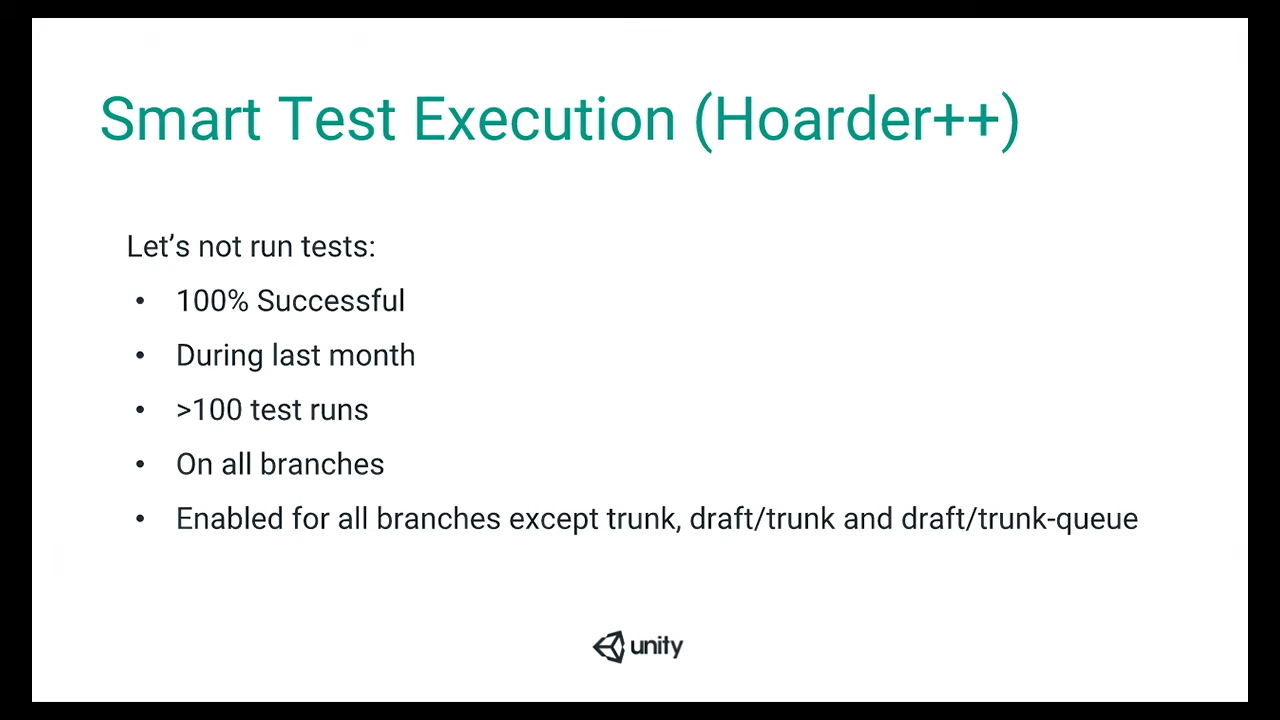 Smart Test Execution (Hoarder++)
Let’s not run tests:
• 100% Successful
• During last month
• >100 test runs
• On all branches
• Enabled for all branches except trunk, draft/trunk and draft/trunk-queue
unity